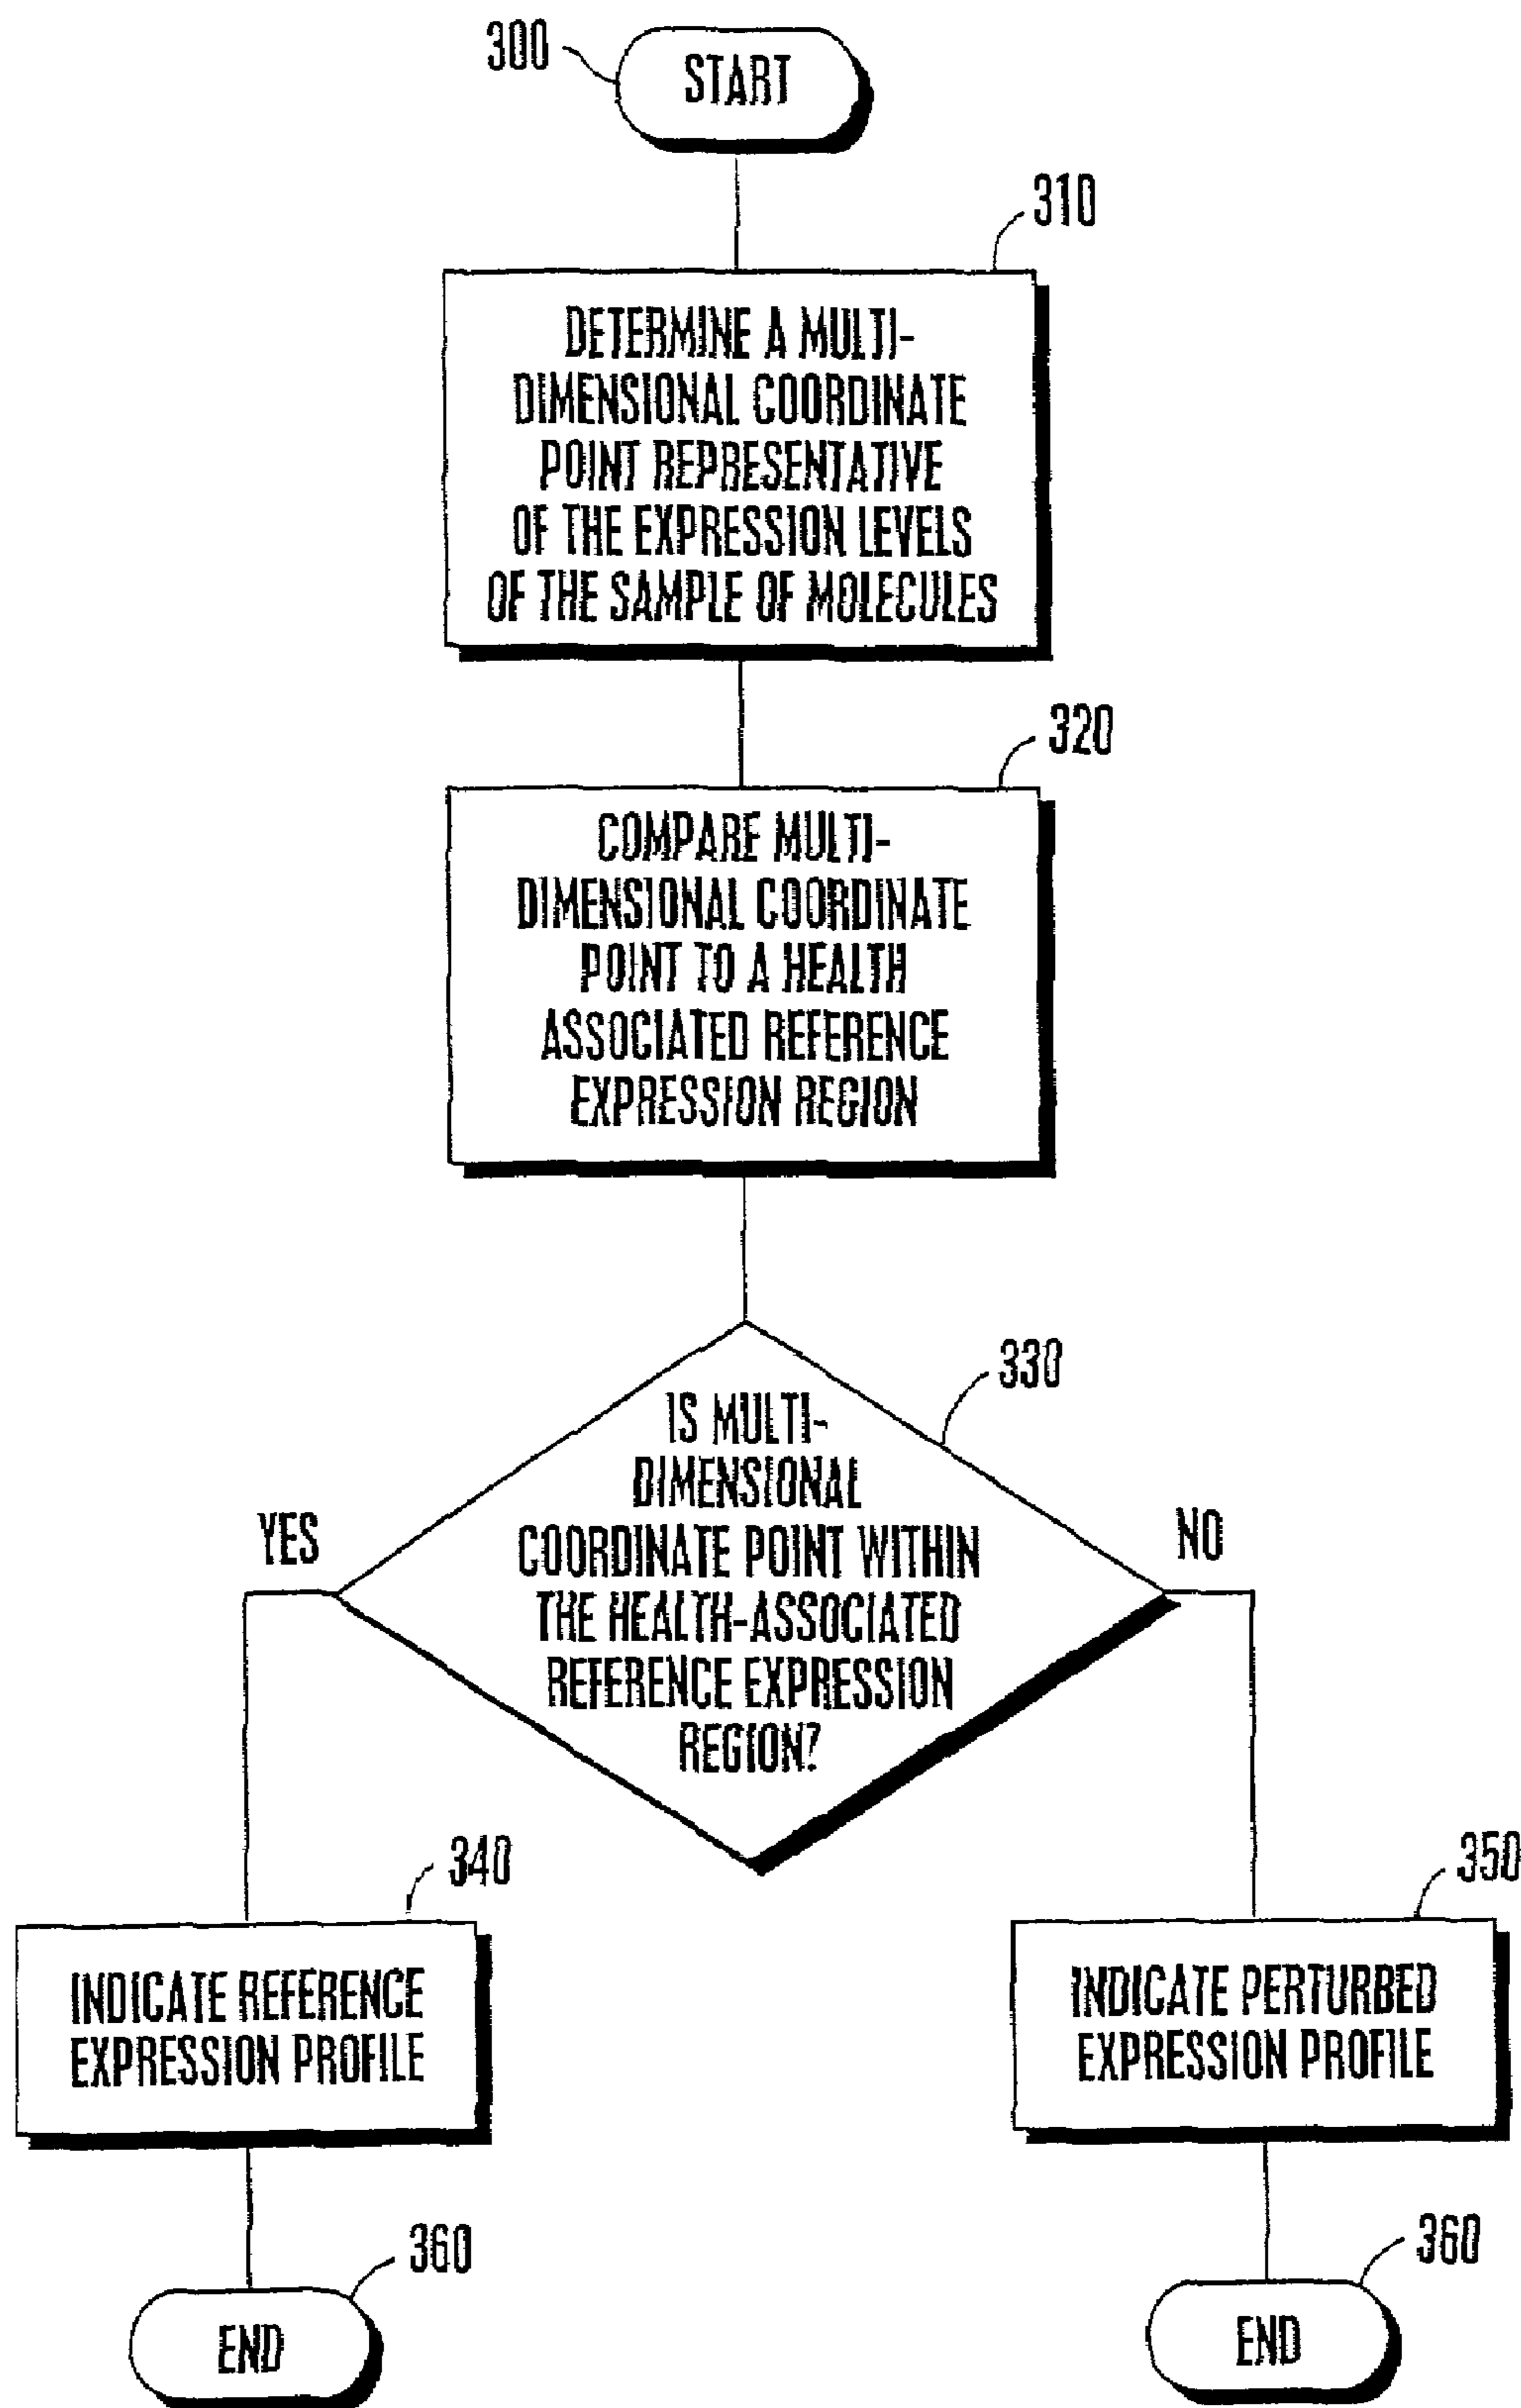 300
START
310
DETERMINE A MULTI-
DIMENSIONAL COORDINATE
POINT REPRESENTATIVE
OF THE EXPRESSION LEVELS
OF THE SAMPLE OF MOLECULES
320
COMPARE MULTI-
DIMENSIONAL COORDINATE
POINT TO A HEALTH
ASSOCIATED REFERENCE
EXPRESSION REGION
330
IS MULTI-
DIMENSIONAL
COORDINATE POINT WITHIN
THE HEALTH-ASSOCIATED
REFERENCE EXPRESSION
REGION?
YES
NO
340
INDICATE REFERENCE
EXPRESSION PROFILE
350
INDICATE PERTURBED
EXPRESSION PROFILE
360
END
360
END